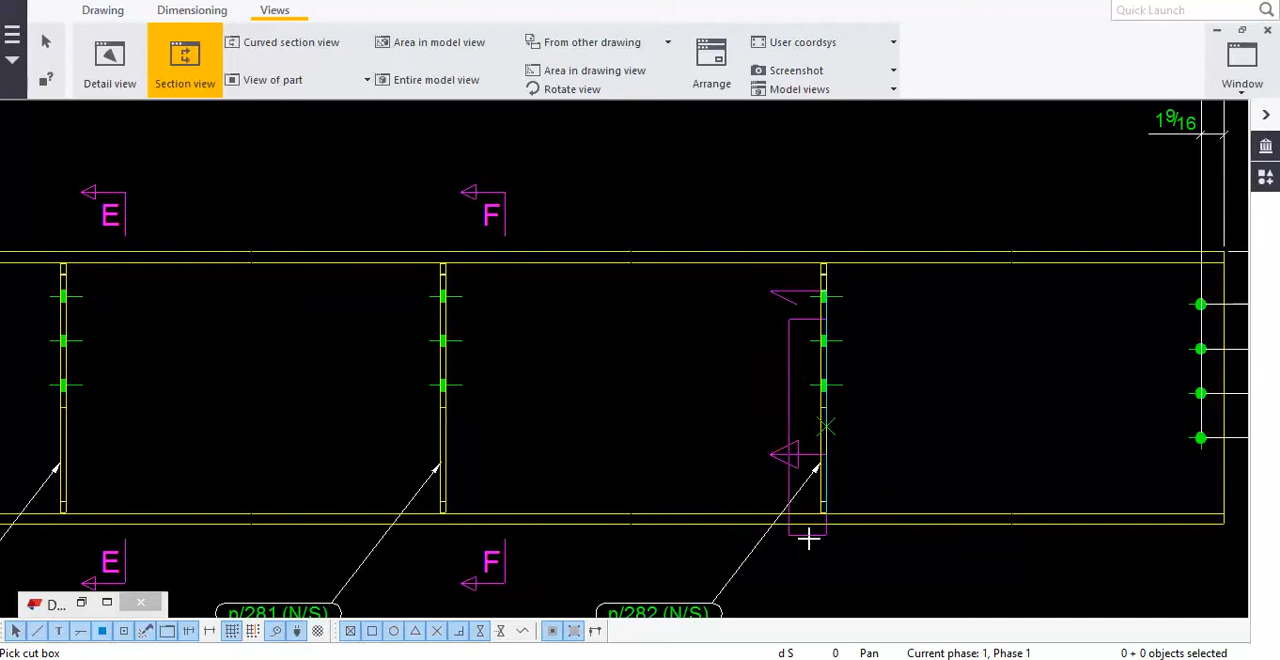 Drawing Dimensioning Views
Quick Launch
Detail view
Section view
Curved section view
View of part
Area in model view
Entire model view
From other drawing
Area in drawing view
Rotate view
Arrange
User coordsys
Screenshot
Model views
Window
1 9/16
E F
E F
D...
p/281 (N/S) p/282 (N/S)
Pick cut box d S 0 Pan Current phase: 1, Phase 1 0 + 0 objects selected